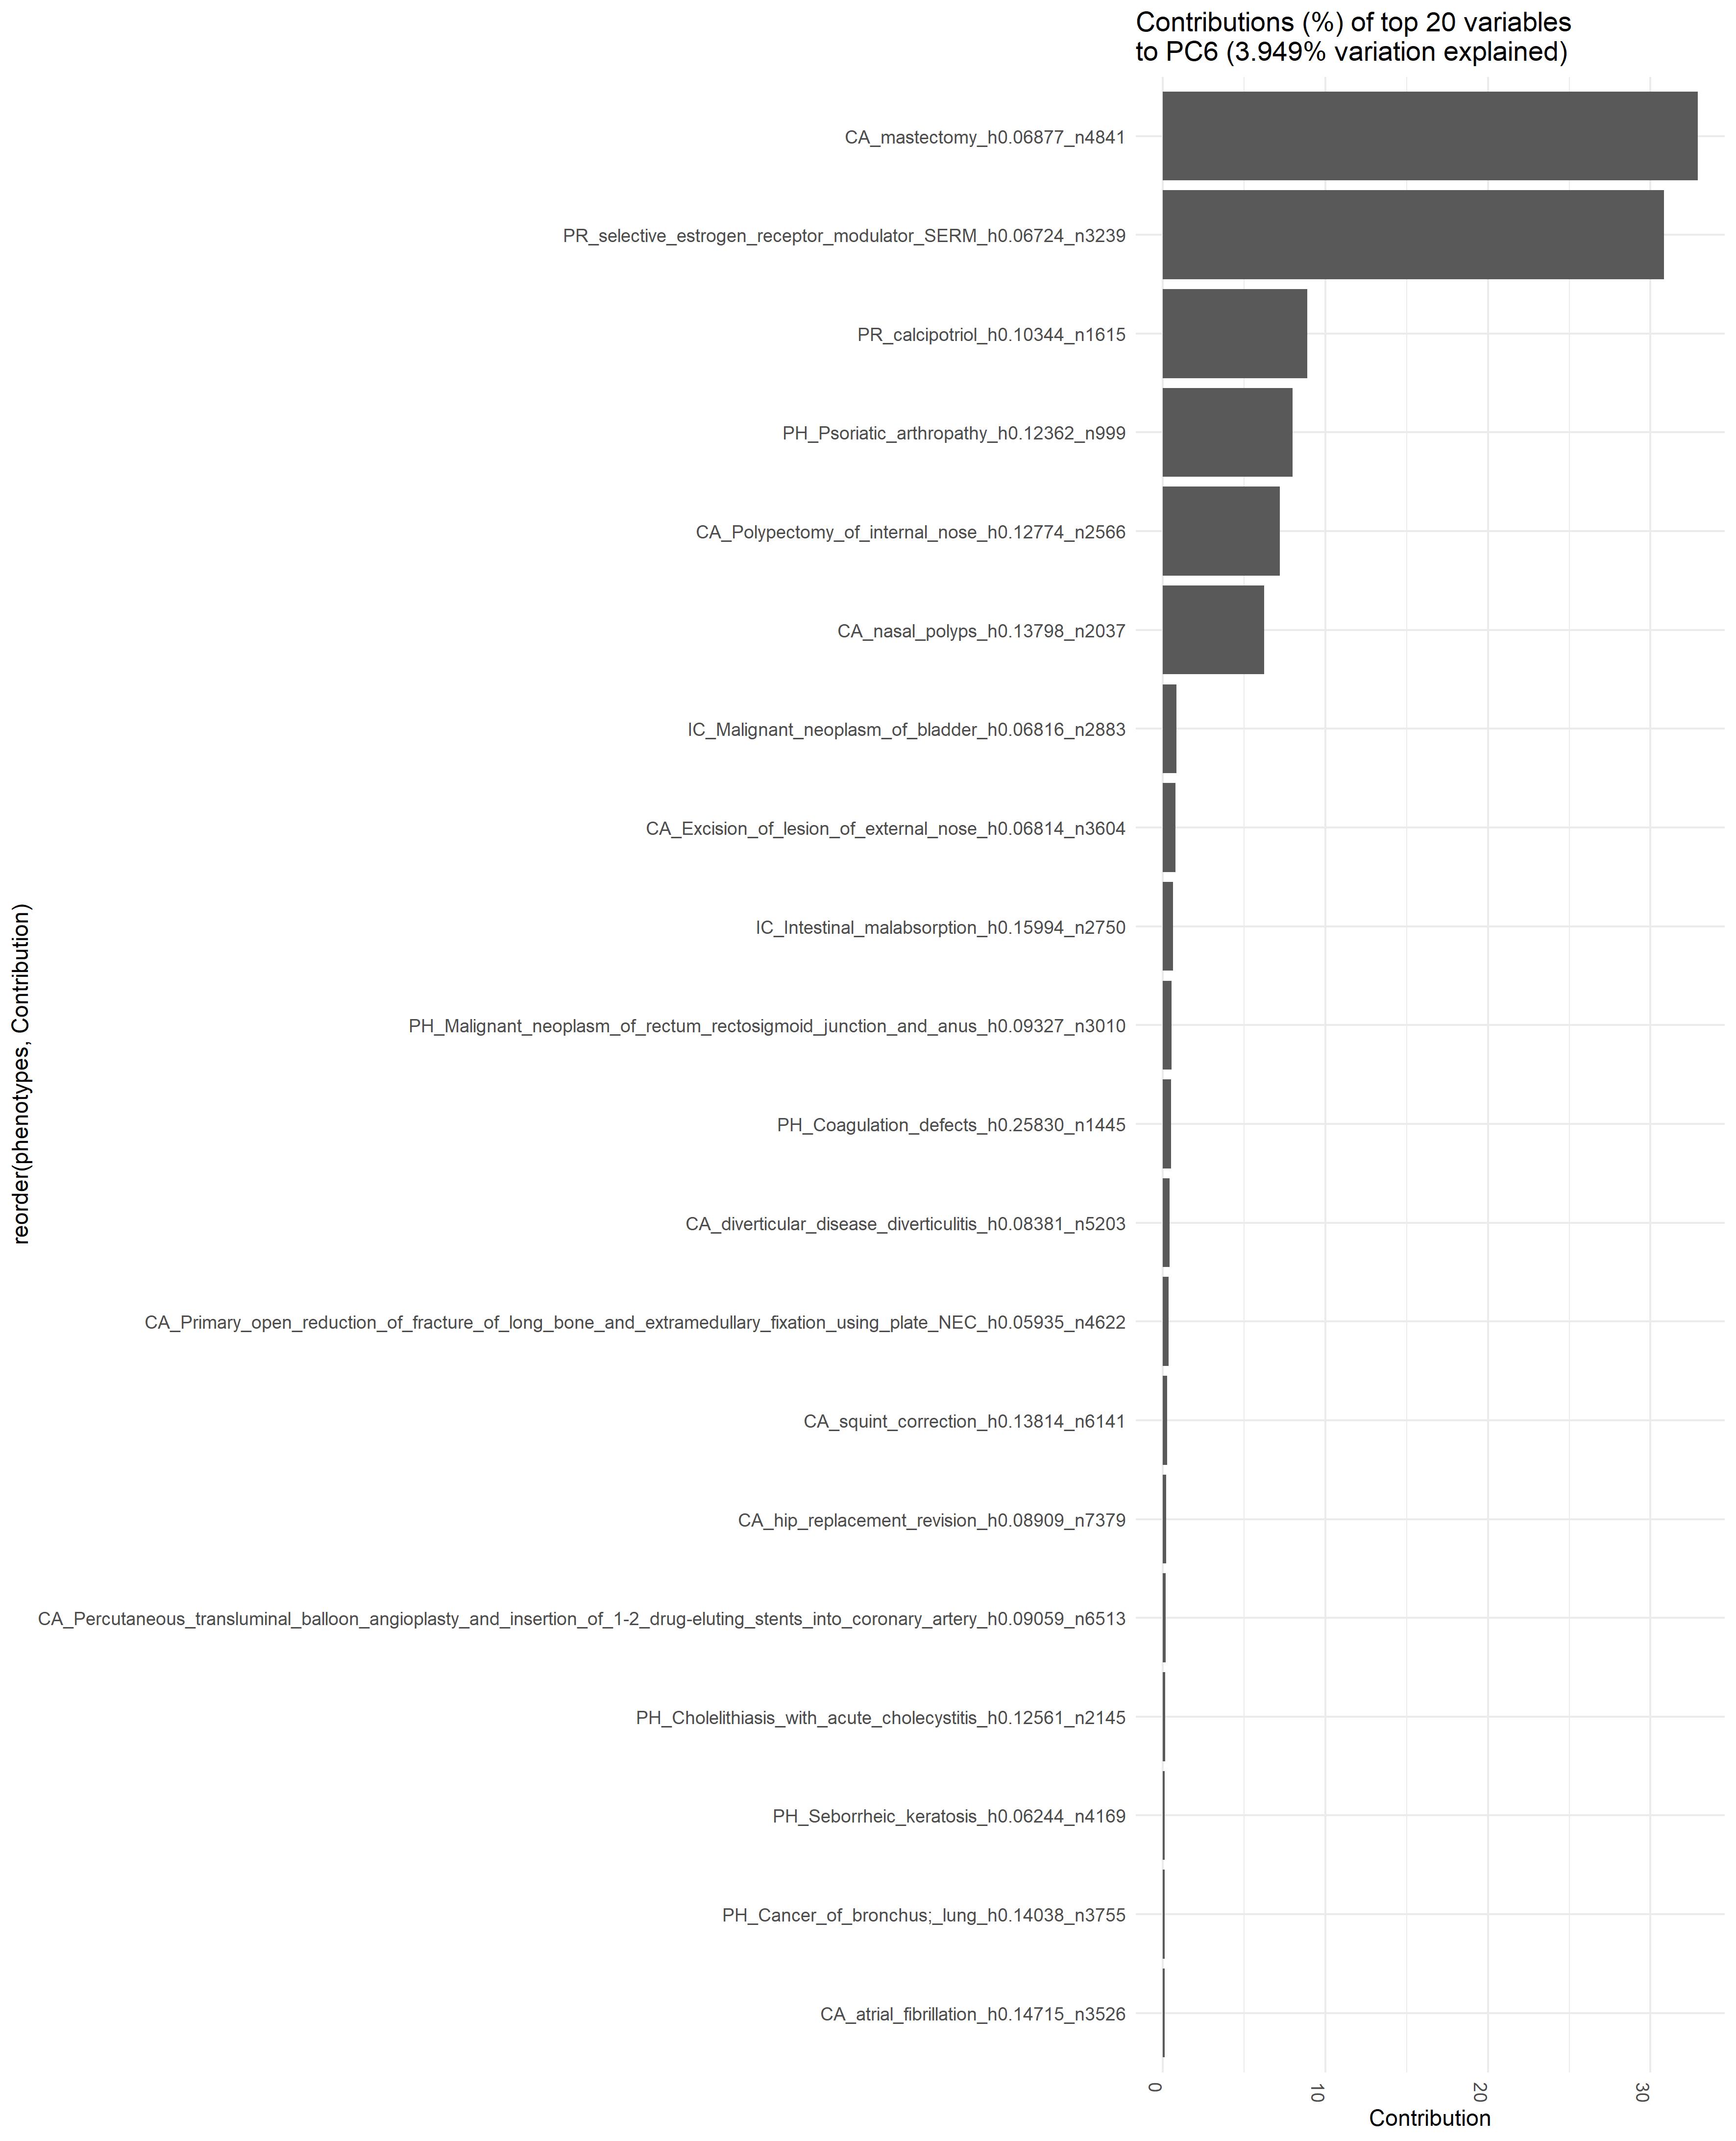 Contributions (%) of top 20 variables
to PC6 (3.949% variation explained)
CA_mastectomy_h0.06877_n4841
PR_selective_estrogen_receptor_modulator_SERM_h0.06724_n3239
PR_calcipotriol_h0.10344_n1615
PH_Psoriatic_arthropathy_h0.12362_n999
CA_Polypectomy_of_internal_nose_h0.12774_n2566
CA_nasal_polyps_h0.13798_n2037
IC_Malignant_neoplasm_of_bladder_h0.06816_n2883
CA_Excision_of_lesion_of_external_nose_h0.06814_n3604
IC_Intestinal_malabsorption_h0.15994_n2750
PH_Malignant_neoplasm_of_rectum_rectosigmoid_junction_and_anus_h0.09327_n3010
PH_Coagulation_defects_h0.25830_n1445
CA_diverticular_disease_diverticulitis_h0.08381_n5203
CA_Primary_open_reduction_of_fracture_of_long_bone_and_extramedullary_fixation_using_plate_NEC_h0.05935_n4622
CA_squint_correction_h0.13814_n6141
CA_hip_replacement_revision_h0.08909_n7379
CA_Percutaneous_transluminal_balloon_angioplasty_and_insertion_of_1-2_drug-eluting_stents_into_coronary_artery_h0.09059_n6513
PH_Cholelithiasis_with_acute_cholecystitis_h0.12561_n2145
PH_Seborrheic_keratosis_h0.06244_n4169
PH_Cancer_of_bronchus;_lung_h0.14038_n3755
CA_atrial_fibrillation_h0.14715_n3526
reorder(phenotypes, Contribution)
0 10 20 30
Contribution